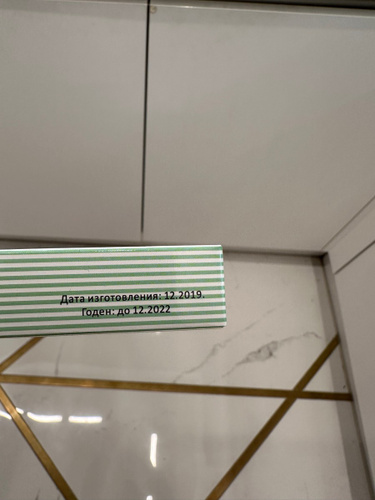 Дата изготовления: 12.2019.
Годен: до 12.2022